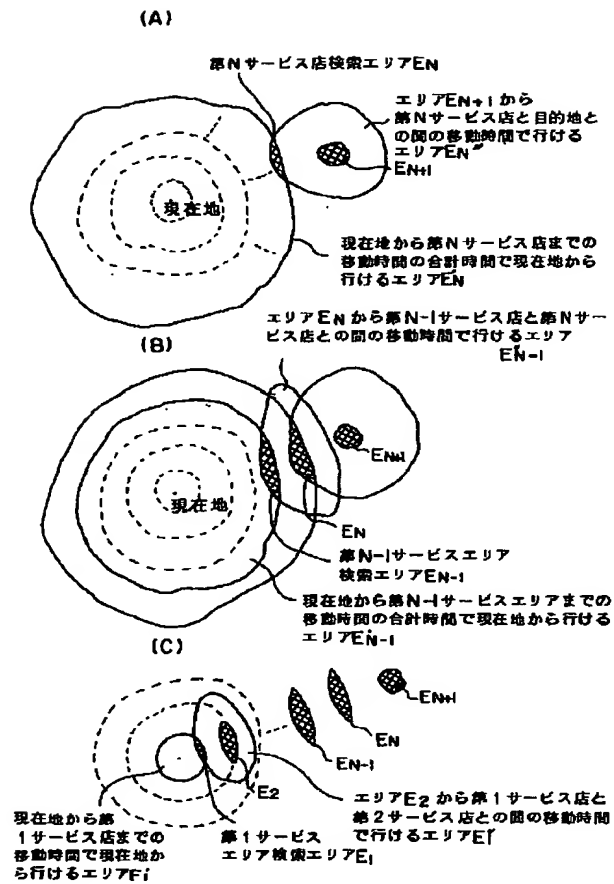 (A)
第Nサービス店検索エリアEN
エリアEN+1から
第Nサービス店と目的地と
の間の移動時間で行ける
エリアEN″
EN+1
現在地
現在地から第Nサービス店までの
移動時間の合計時間で現在地から
行けるエリアE'N
エリアENから第N-1サービス店と第Nサー
ビス店との間の移動時間で行けるエリア
E″N-1
(B)
EN+1
現在地
EN
第N-1サービスエリア
検索エリアEN-1
現在地から第N-1サービスエリアまでの
移動時間の合計時間で現在地から行ける
エリアE'N-1
(C)
EN+1
EN
EN-1
E2
現在地から第
1サービス店までの
移動時間で現在地か
ら行けるエリアE1'
第1サービス
エリア検索エリアE1
エリアE2から第1サービス店と
第2サービス店との間の移動時間
で行けるエリアE1″